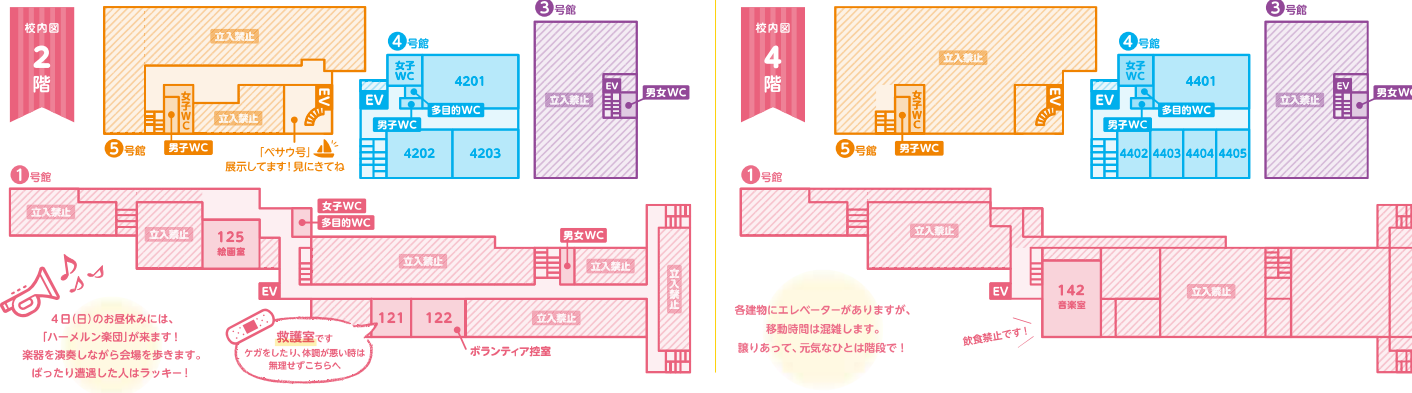 校内図
2
階
立入禁止
女子WC
立入禁止
EV
男子WC
5号館
「ペサウ号」
展示してます!見にきてね
4号館
女子
WC
4201
EV
多目的WC
男子WC
4202
4203
3号館
EV
男女WC
立入禁止
1号館
立入禁止
立入禁止
125
絵画室
女子WC
多目的WC
立入禁止
男女WC
立入禁止
立入禁止
EV
121
122
立入禁止
ボランティア控室
救護室です
ケガをしたり、体調が悪い時は
無理せずこちらへ
4日(日)のお昼休みには、
「ハーメルン楽団」が来ます!
楽器を演奏しながら会場を歩きます。
ばったり遭遇した人はラッキー!
校内図
4
階
立入禁止
女子WC
EV
男子WC
5号館
4号館
女子
WC
4401
EV
多目的WC
男子WC
4402
4403
4404
4405
3号館
EV
男女WC
立入禁止
1号館
立入禁止
EV
142
音楽室
立入禁止
飲食禁止です!
各建物にエレベーターがありますが、
移動時間は混雑します。
譲りあって、元気なひとは階段で!